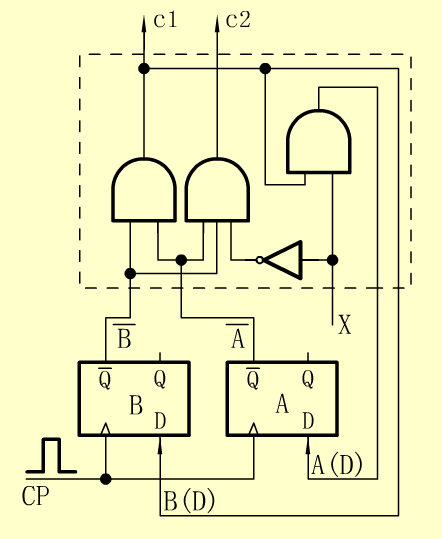 c1 c2
X
B̅ A̅
Q̅ Q Q̅ Q
B A
D D
A(D)
CP
B(D)